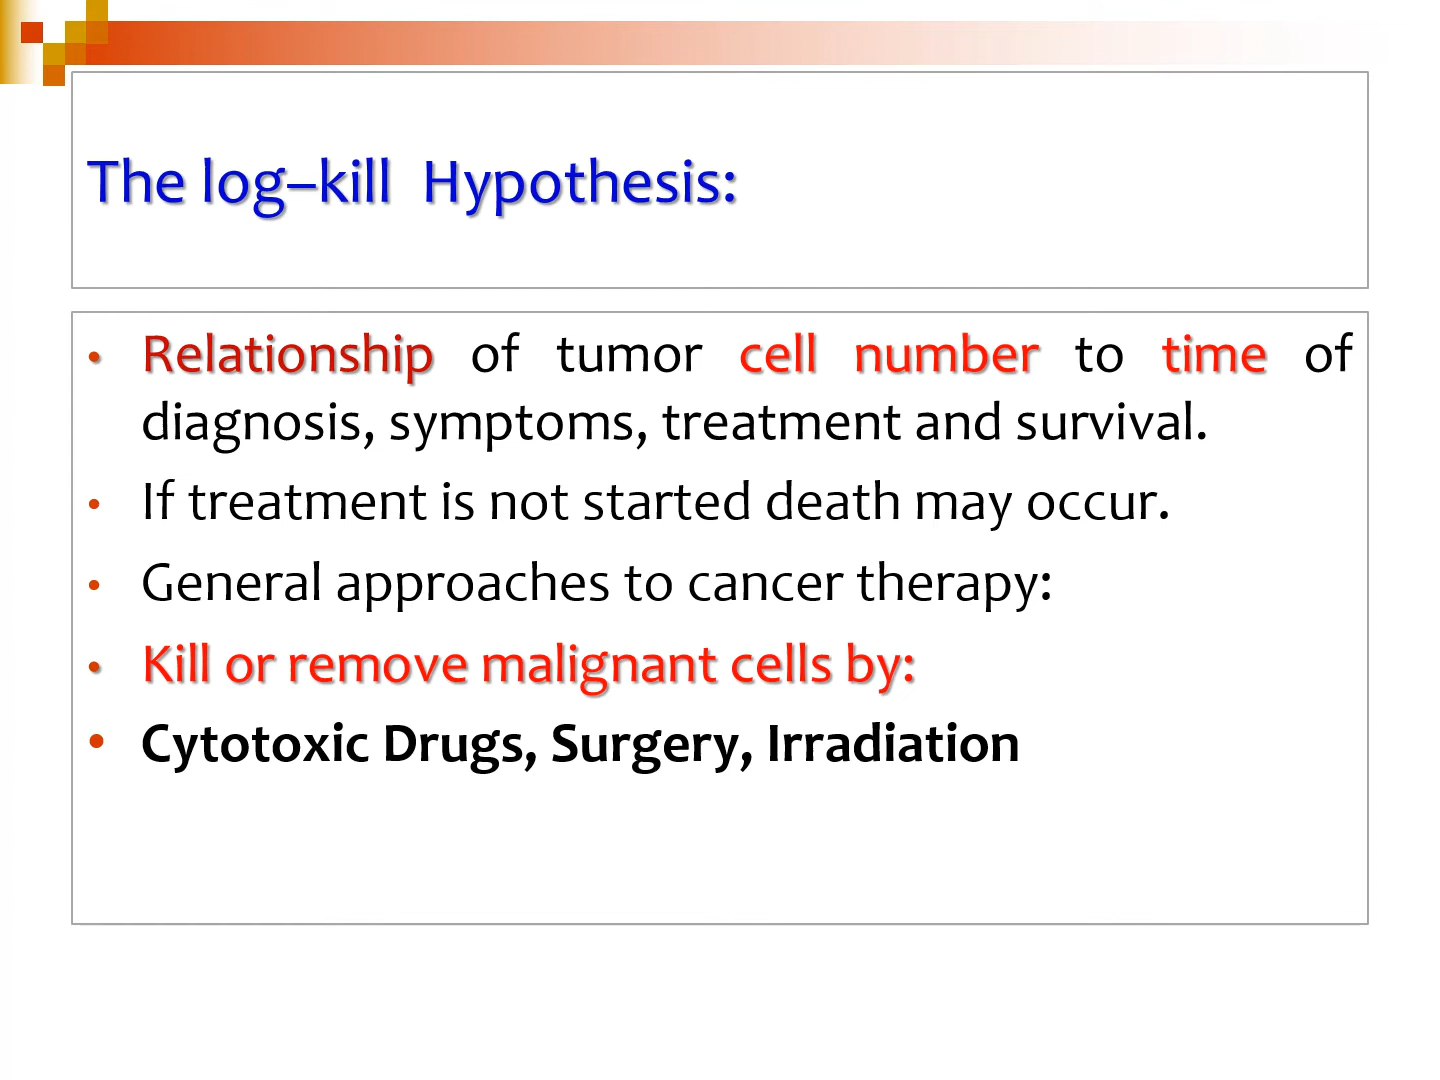 The log–kill  Hypothesis:
• Relationship of tumor cell number to time of
diagnosis, symptoms, treatment and survival.
• If treatment is not started death may occur.
• General approaches to cancer therapy:
• Kill or remove malignant cells by:
• Cytotoxic Drugs, Surgery, Irradiation